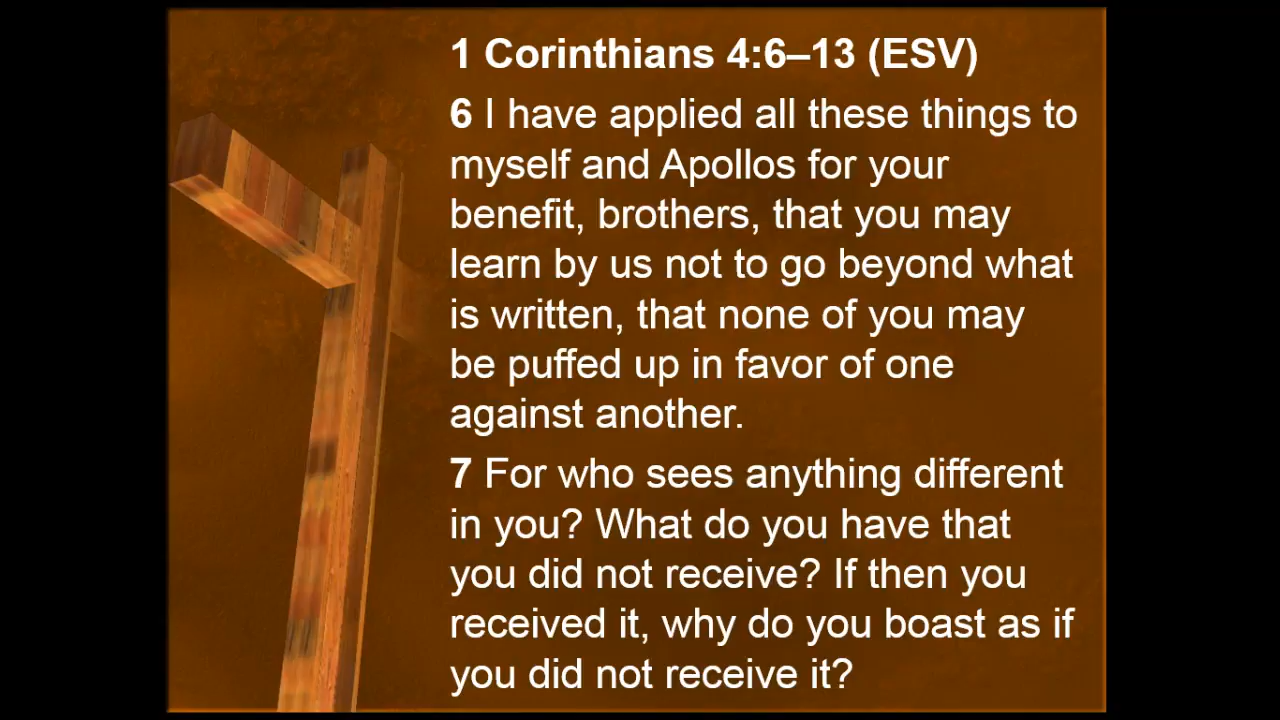 1 Corinthians 4:6–13 (ESV)
6 I have applied all these things to
myself and Apollos for your
benefit, brothers, that you may
learn by us not to go beyond what
is written, that none of you may
be puffed up in favor of one
against another.
7 For who sees anything different
in you? What do you have that
you did not receive? If then you
received it, why do you boast as if
you did not receive it?